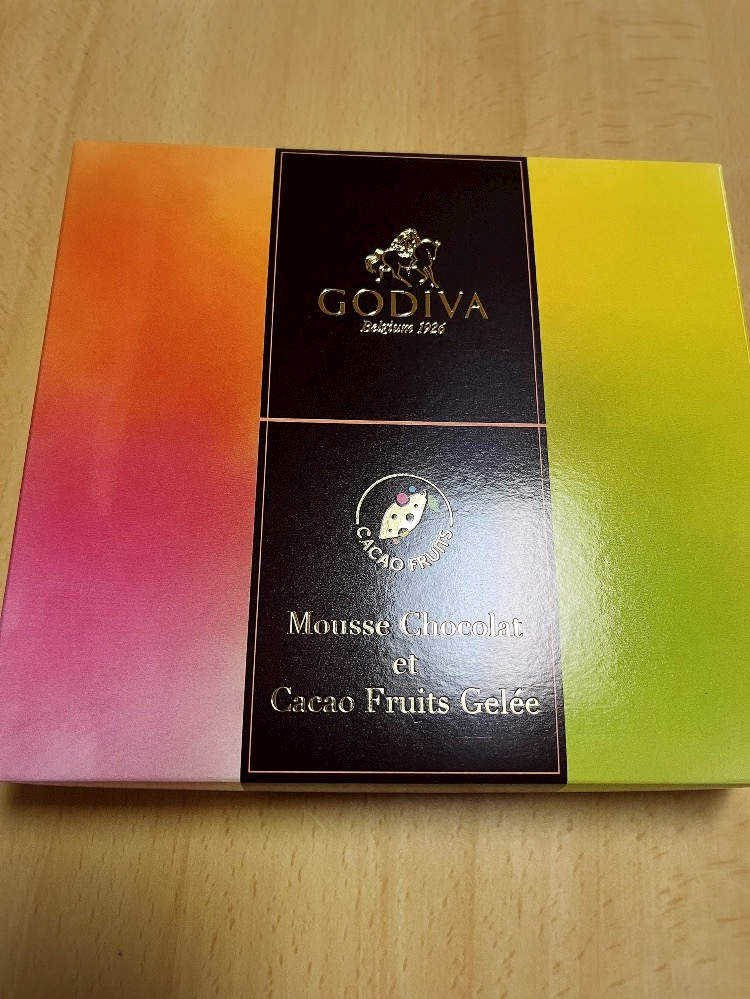 GODIVA
Belgium 1926
CACAO FRUITS
Mousse Chocolat
et
Cacao Fruits Gelée